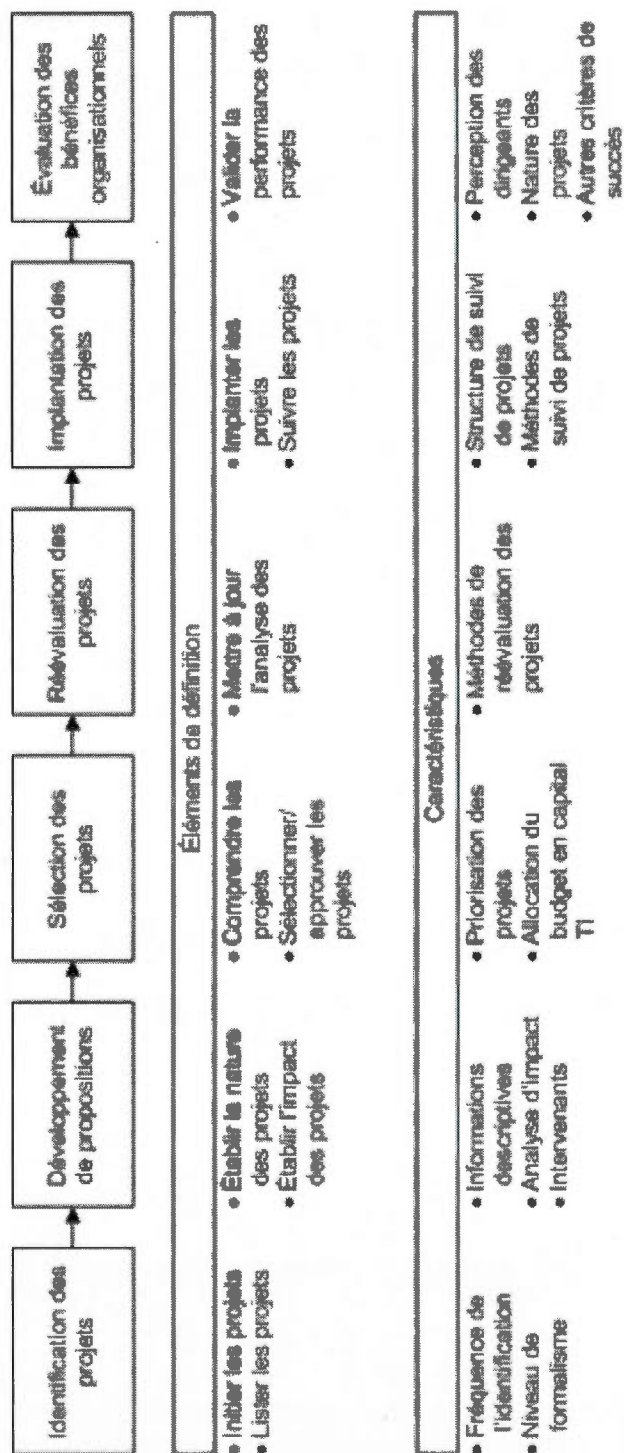 Identification des
projets
Développement
de propositions
Sélection des
projets
Réévaluation des
projets
Implantation des
projets
Évaluation des
bénéfices
organisationnels
Éléments de définition
• Initier les projets
• Lister les projets
• Établir la nature
des projets
• Établir l'impact
des projets
• Comprendre les
projets
• Sélectionner/
approuver les
projets
• Mettre à jour
l'analyse des
projets
• Implanter les
projets
• Suivre les projets
• Valider la
performance des
projets
Caractéristiques
• Fréquence de
l'identification
• Niveau de
formalisme
• Informations
descriptives
• Analyse d'impact
• Intervenants
• Priorisation des
projets
• Allocation du
budget en capital
TI
• Méthodes de
réévaluation des
projets
• Structure de suivi
de projets
• Méthodes de
suivi de projets
• Perception des
dirigeants
• Nature des
projets
• Autres critères de
succès